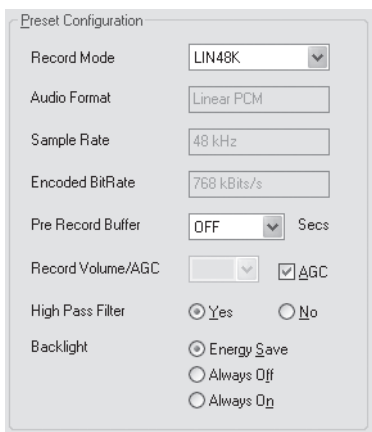 Preset Configuration
Record Mode LIN48K
Audio Format Linear PCM
Sample Rate 48 kHz
Encoded BitRate 768 kBits/s
Pre Record Buffer OFF Secs
Record Volume/AGC AGC
High Pass Filter Yes No
Backlight Energy Save
Always Off
Always On